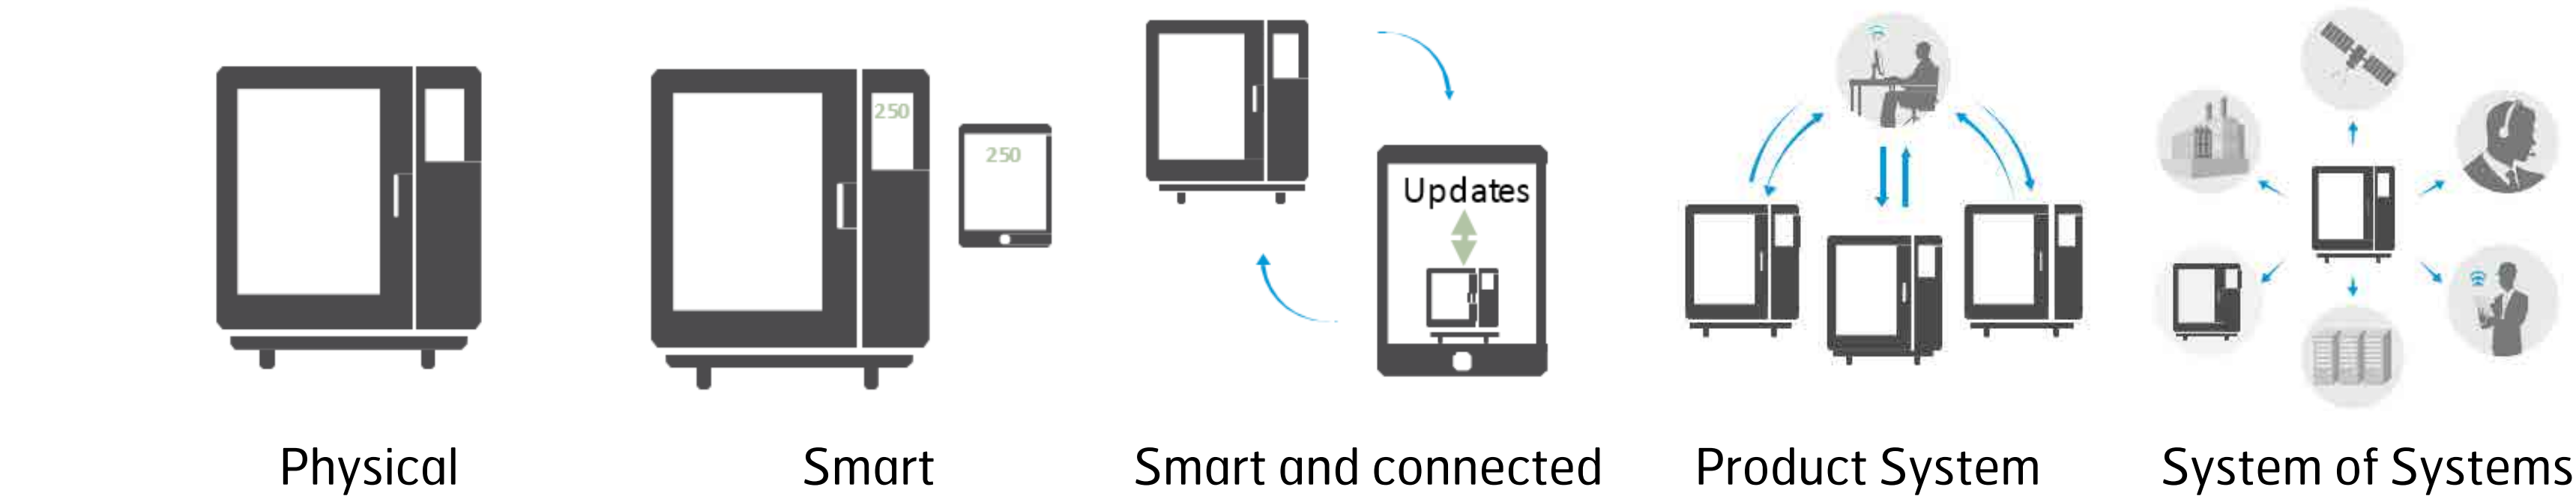 250
250
Updates
Physical
Smart
Smart and connected
Product System
System of Systems